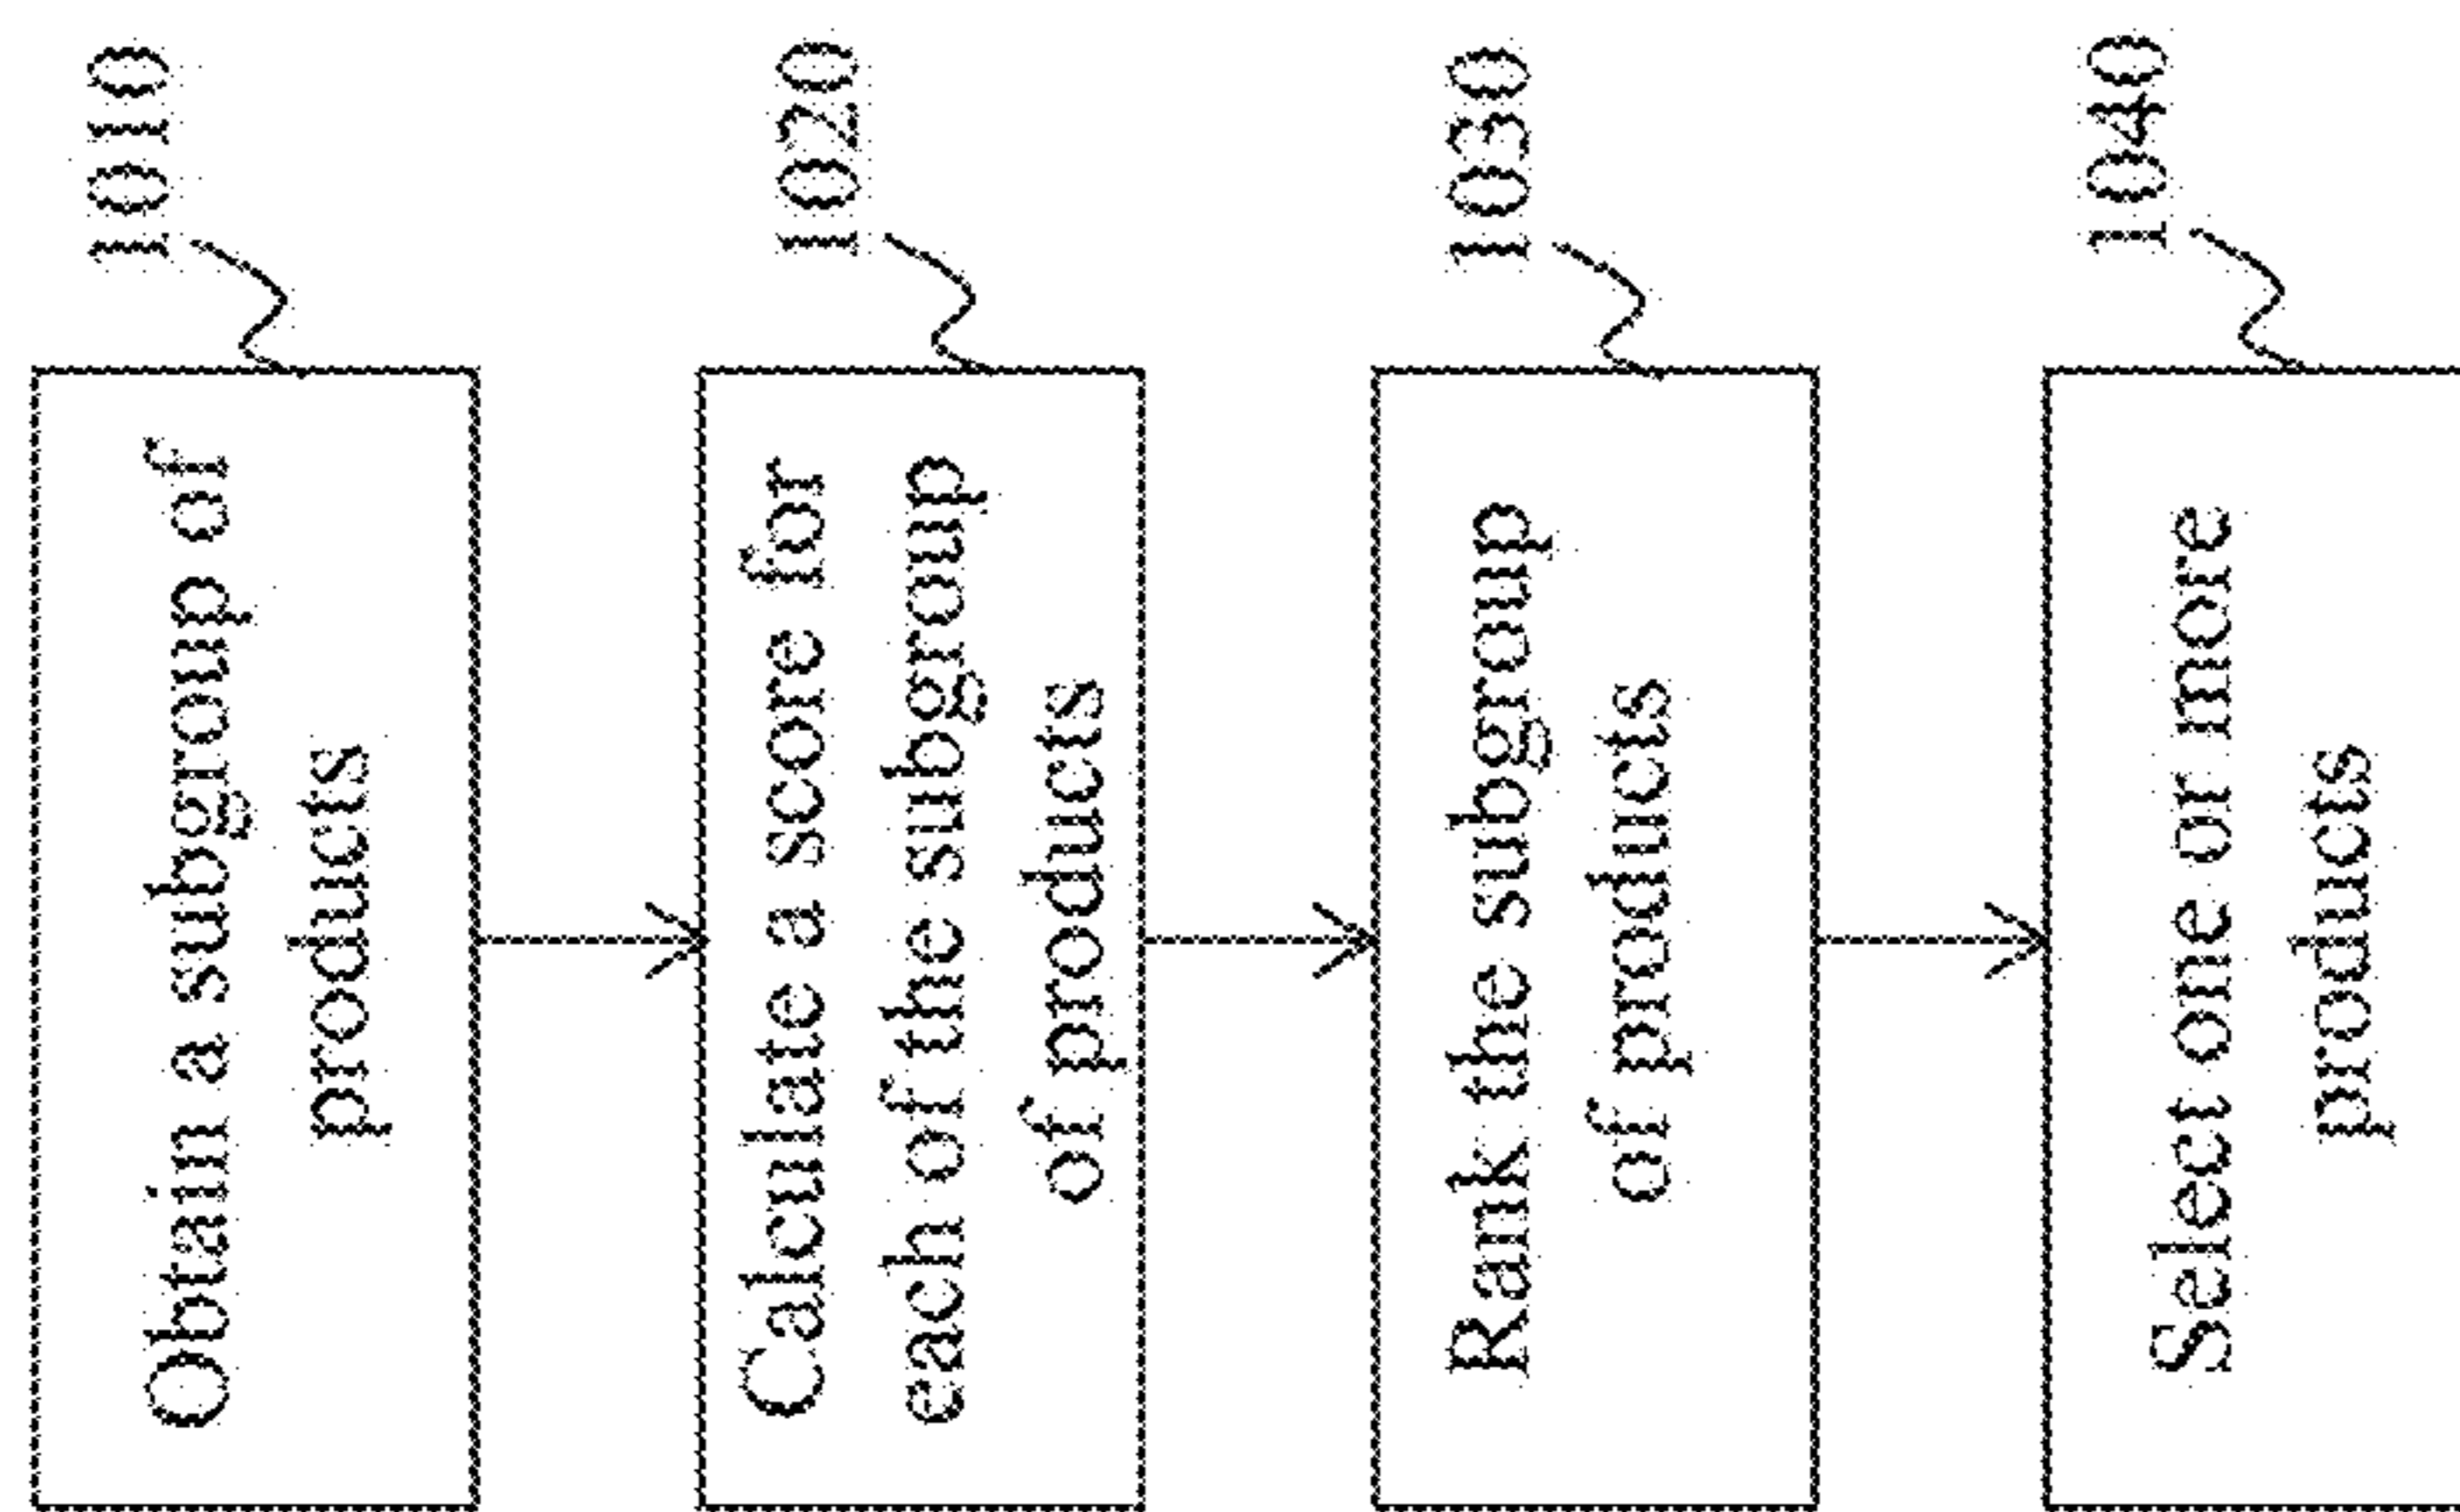 1010
Obtain a subgroup of
products
1020
Calculate a score for
each of the subgroup
of products
1030
Rank the subgroup
of products
1040
Select one or more
products